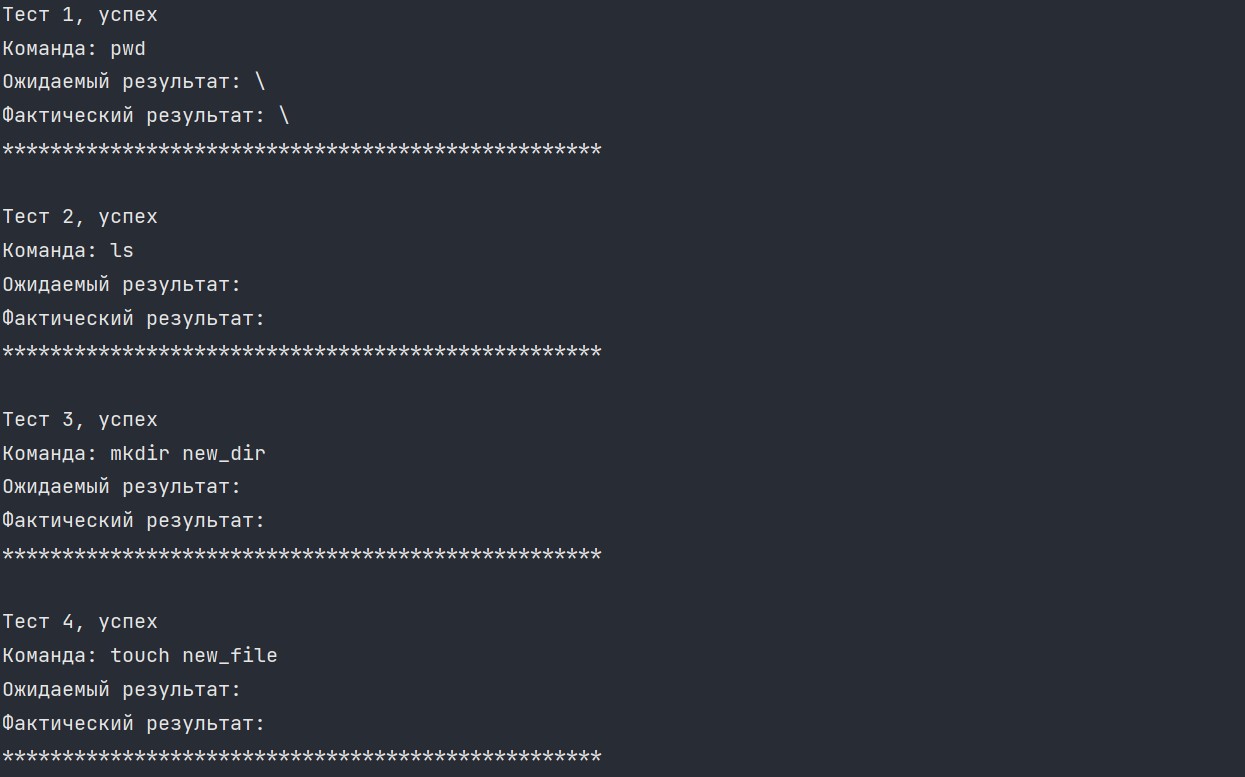 Тест 1, успех
Команда: pwd
Ожидаемый результат: \
Фактический результат: \
**************************************************
Тест 2, успех
Команда: ls
Ожидаемый результат:
Фактический результат:
**************************************************
Тест 3, успех
Команда: mkdir new_dir
Ожидаемый результат:
Фактический результат:
**************************************************
Тест 4, успех
Команда: touch new_file
Ожидаемый результат:
Фактический результат:
**************************************************